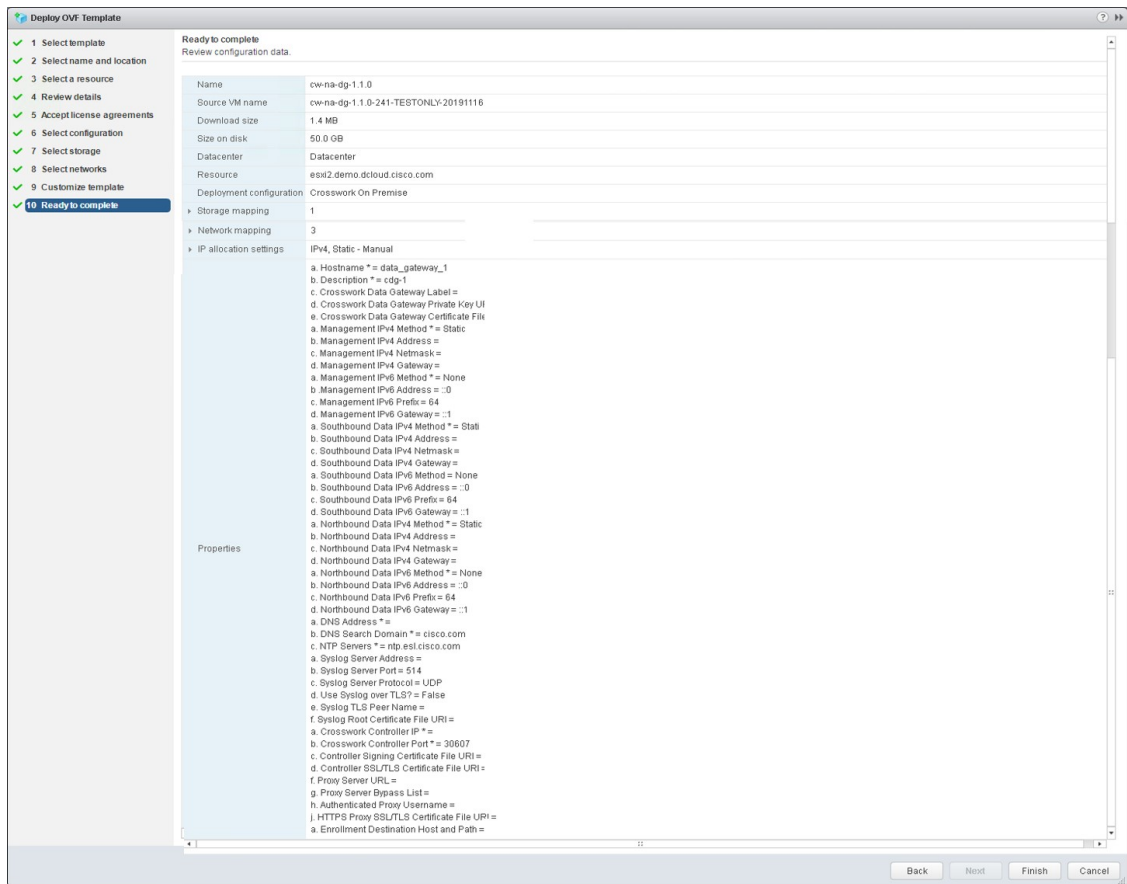 Deploy OVF Template
1 Select template
2 Select name and location
3 Select a resource
4 Review details
5 Accept license agreements
6 Select configuration
7 Select storage
8 Select networks
9 Customize template
10 Ready to complete
Ready to complete
Review configuration data.
Name cw-na-dg-1.1.0
Source VM name cw-na-dg-1.1.0-241-TESTONLY-20191116
Download size 1.4 MB
Size on disk 50.0 GB
Datacenter Datacenter
Resource esxi2.demo.dcloud.cisco.com
Deployment configuration Crosswork On Premise
Storage mapping 1
Network mapping 3
IP allocation settings IPv4, Static - Manual
Properties
a. Hostname * = data_gateway_1
b. Description * = cdg-1
c. Crosswork Data Gateway Label =
d. Crosswork Data Gateway Private Key UI
e. Crosswork Data Gateway Certificate File
a. Management IPv4 Method * = Static
b. Management IPv4 Address =
c. Management IPv4 Netmask =
d. Management IPv4 Gateway =
a. Management IPv6 Method * = None
b .Management IPv6 Address = ::0
c. Management IPv6 Prefix = 64
d. Management IPv6 Gateway = ::1
a. Southbound Data IPv4 Method * = Stati
b. Southbound Data IPv4 Address =
c. Southbound Data IPv4 Netmask =
d. Southbound Data IPv4 Gateway =
a. Southbound Data IPv6 Method = None
b. Southbound Data IPv6 Address = ::0
c. Southbound Data IPv6 Prefix = 64
d. Southbound Data IPv6 Gateway = ::1
a. Northbound Data IPv4 Method * = Static
b. Northbound Data IPv4 Address =
c. Northbound Data IPv4 Netmask =
d. Northbound Data IPv4 Gateway =
a. Northbound Data IPv6 Method * = None
b. Northbound Data IPv6 Address = ::0
c. Northbound Data IPv6 Prefix = 64
d. Northbound Data IPv6 Gateway = ::1
a. DNS Address * =
b. DNS Search Domain * = cisco.com
c. NTP Servers * = ntp.esl.cisco.com
a. Syslog Server Address =
b. Syslog Server Port = 514
c. Syslog Server Protocol = UDP
d. Use Syslog over TLS? = False
e. Syslog TLS Peer Name =
f. Syslog Root Certificate File URI =
a. Crosswork Controller IP * =
b. Crosswork Controller Port * = 30607
c. Controller Signing Certificate File URI =
d. Controller SSL/TLS Certificate File URI =
f. Proxy Server URL =
g. Proxy Server Bypass List =
h. Authenticated Proxy Username =
j. HTTPS Proxy SSL/TLS Certificate File URI =
a. Enrollment Destination Host and Path =
Back Next Finish Cancel